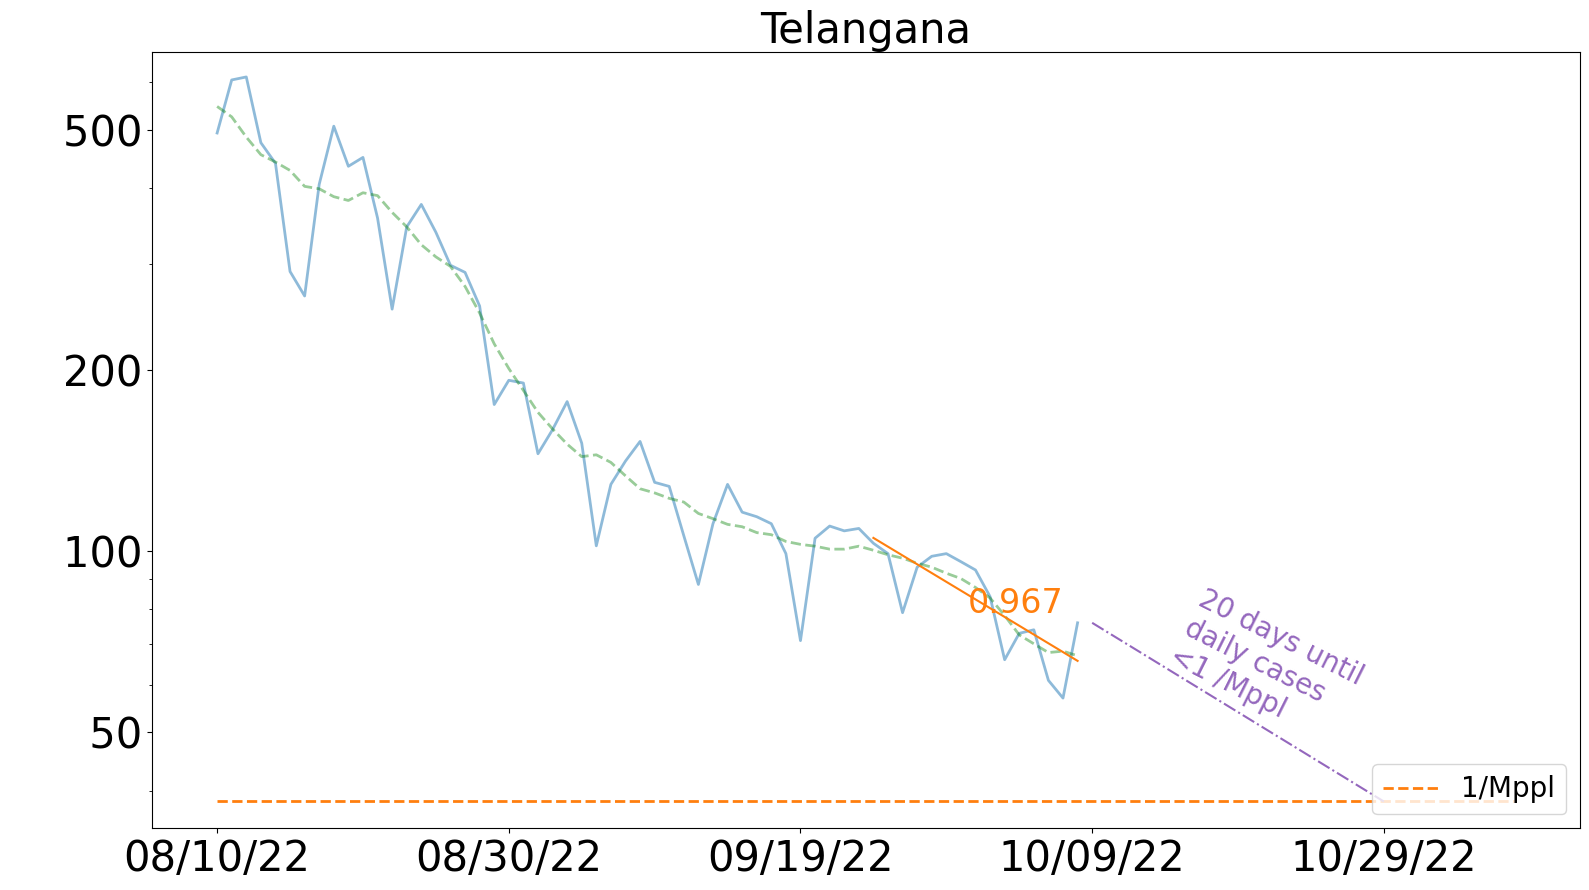 Telangana
500
200
100
50
0.967
20 days until
daily cases
<1 /Mppl
1/Mppl
08/10/22
08/30/22
09/19/22
10/09/22
10/29/22